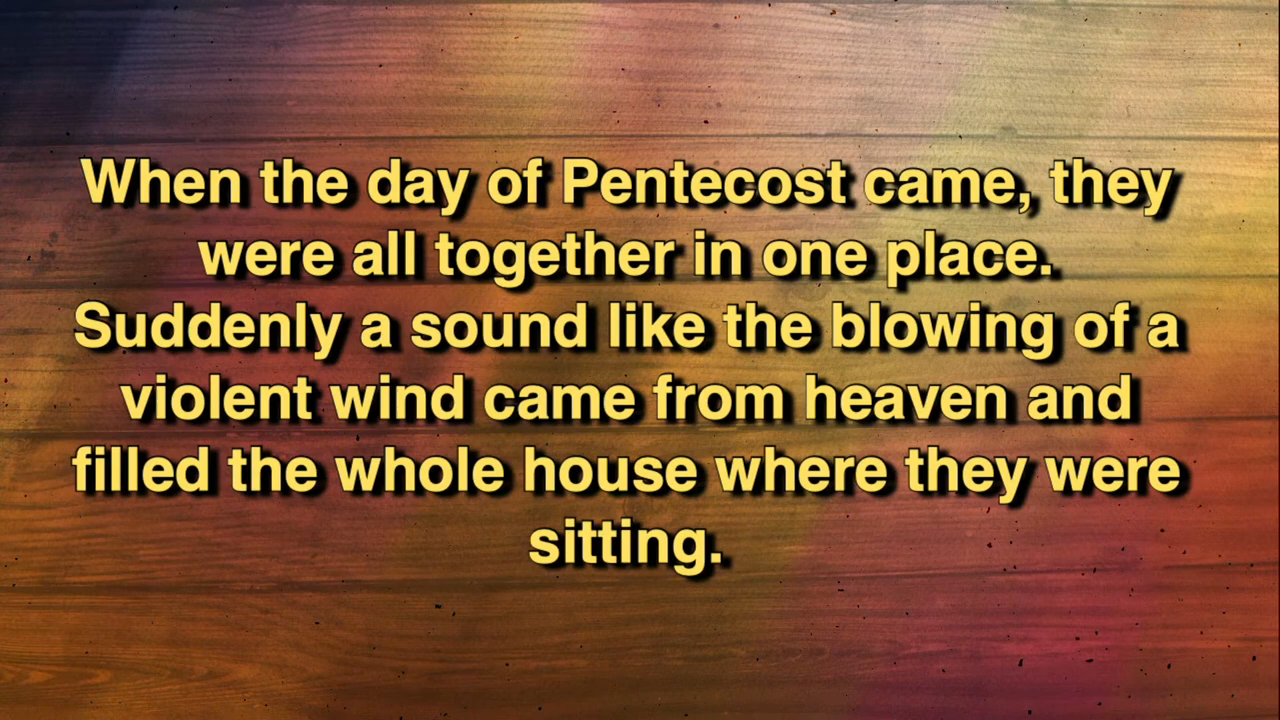 When the day of Pentecost came, they
were all together in one place.
Suddenly a sound like the blowing of a
violent wind came from heaven and
filled the whole house where they were
sitting.